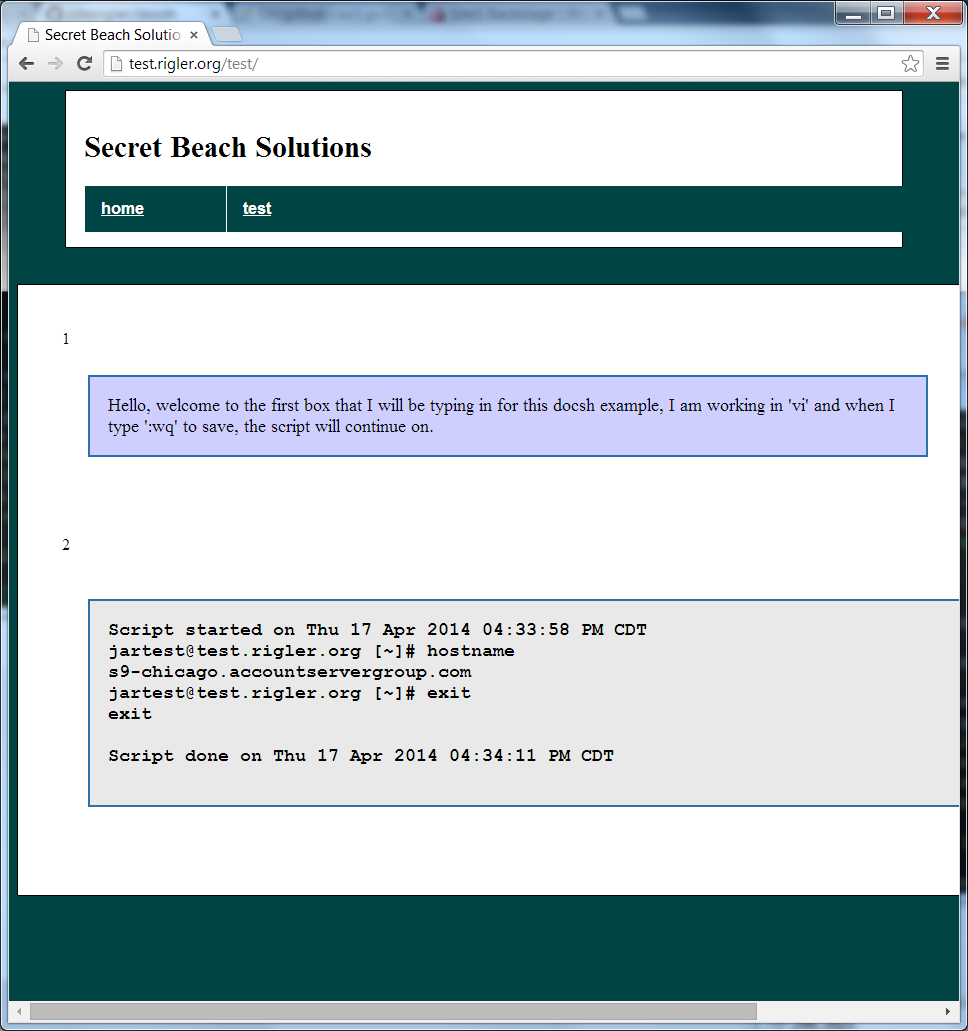 Secret Beach Solutio
test.rigler.org/test/
Secret Beach Solutions
home test
1
Hello, welcome to the first box that I will be typing in for this docsh example, I am working in 'vi' and when I
type ':wq' to save, the script will continue on.
2
Script started on Thu 17 Apr 2014 04:33:58 PM CDT
jartest@test.rigler.org [~]# hostname
s9-chicago.accountservergroup.com
jartest@test.rigler.org [~]# exit
exit
Script done on Thu 17 Apr 2014 04:34:11 PM CDT